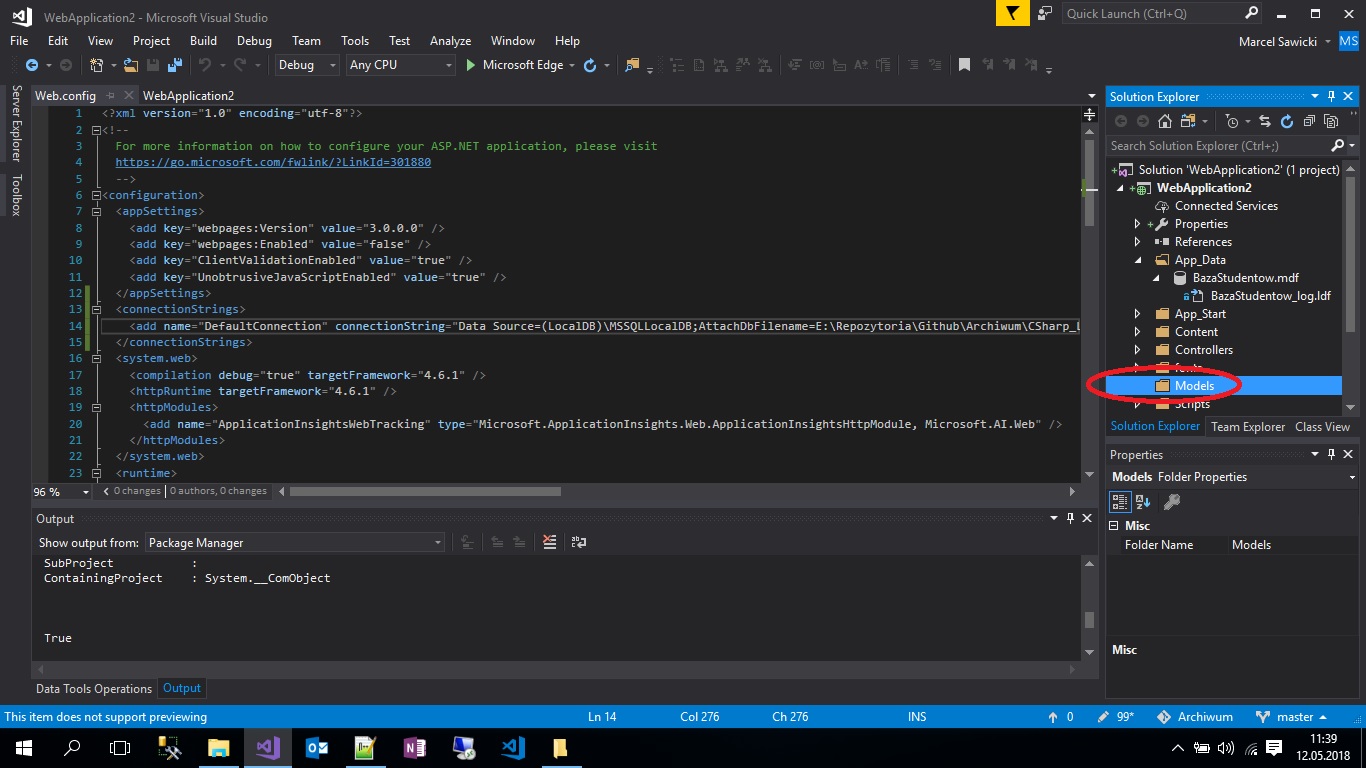 WebApplication2 - Microsoft Visual Studio
Quick Launch (Ctrl+Q)
File Edit View Project Build Debug Team Tools Test Analyze Window Help
Marcel Sawicki MS
Debug Any CPU Microsoft Edge
Server Explorer
Toolbox
Web.config WebApplication2
1 <?xml version="1.0" encoding="utf-8"?>
2 <!--
3 For more information on how to configure your ASP.NET application, please visit
4 https://go.microsoft.com/fwlink/?LinkId=301880
5 -->
6 <configuration>
7 <appSettings>
8 <add key="webpages:Version" value="3.0.0.0" />
9 <add key="webpages:Enabled" value="false" />
10 <add key="ClientValidationEnabled" value="true" />
11 <add key="UnobtrusiveJavaScriptEnabled" value="true" />
12 </appSettings>
13 <connectionStrings>
14 <add name="DefaultConnection" connectionString="Data Source=(LocalDB)\MSSQLLocalDB;AttachDbFilename=E:\Repozytoria\Github\Archiwum\CSharp_L
15 </connectionStrings>
16 <system.web>
17 <compilation debug="true" targetFramework="4.6.1" />
18 <httpRuntime targetFramework="4.6.1" />
19 <httpModules>
20 <add name="ApplicationInsightsWebTracking" type="Microsoft.ApplicationInsights.Web.ApplicationInsightsHttpModule, Microsoft.AI.Web" />
21 </httpModules>
22 </system.web>
23 <runtime>
96 % 0 changes | 0 authors, 0 changes
Output
Show output from: Package Manager
SubProject :
ContainingProject : System.__ComObject
True
Data Tools Operations Output
Solution Explorer
Search Solution Explorer (Ctrl+;)
Solution 'WebApplication2' (1 project)
WebApplication2
Connected Services
Properties
References
App_Data
BazaStudentow.mdf
BazaStudentow_log.ldf
App_Start
Content
Controllers
fonts
Models
Scripts
Solution Explorer Team Explorer Class View
Properties
Models Folder Properties
Misc
Folder Name Models
Misc
This item does not support previewing Ln 14 Col 276 Ch 276 INS 0 99* Archiwum master
11:39
12.05.2018